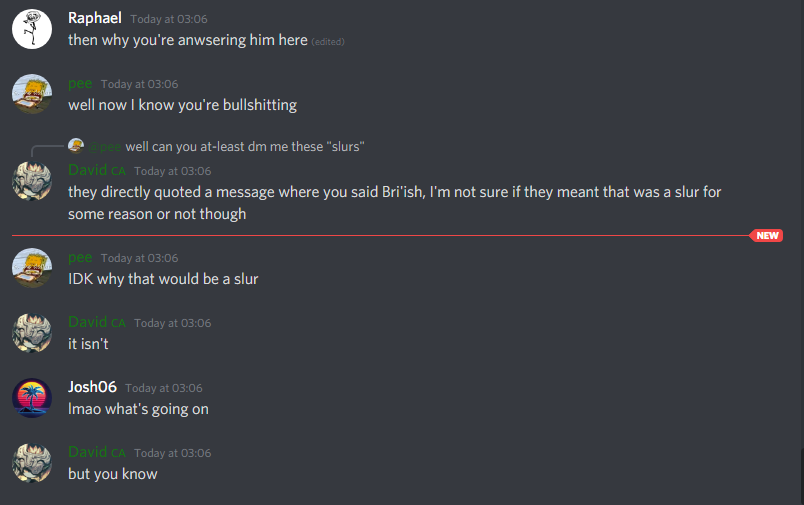 Raphael Today at 03:06
then why you're anwsering him here (edited)
pee Today at 03:06
well now I know you're bullshitting
@pee well can you at-least dm me these "slurs"
David CA Today at 03:06
they directly quoted a message where you said Bri'ish, I'm not sure if they meant that was a slur for
some reason or not though
NEW
pee Today at 03:06
IDK why that would be a slur
David CA Today at 03:06
it isn't
Josh06 Today at 03:06
lmao what's going on
David CA Today at 03:06
but you know